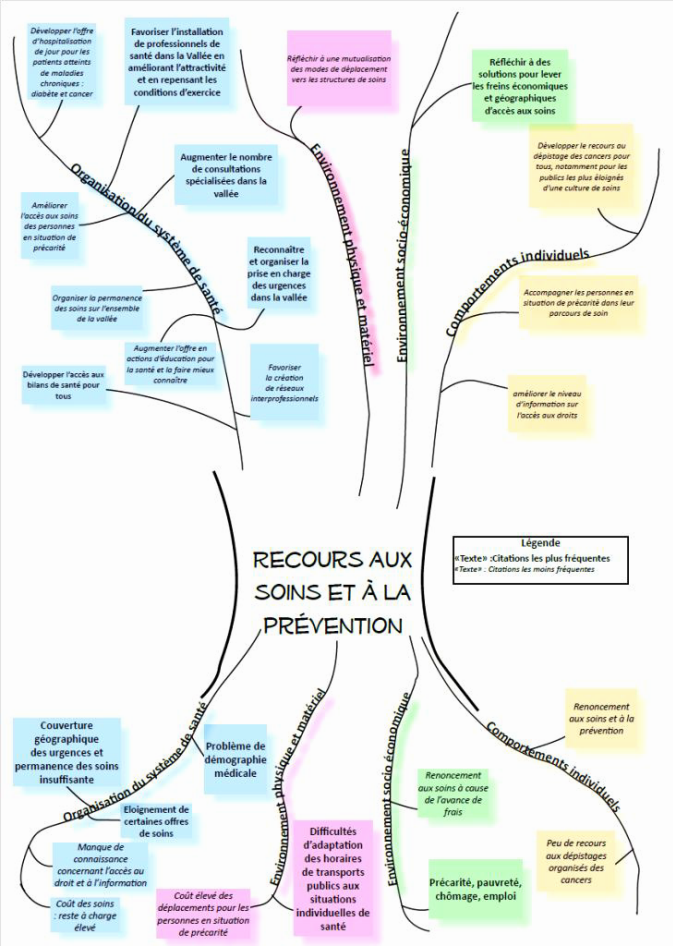 Développer l'offre
d'hospitalisation
de jour pour les
patients atteints
de maladies
chroniques :
diabète et cancer
Favoriser l'installation
de professionnels de
santé dans la Vallée en
améliorant l'attractivité
et en repensant les
conditions d'exercice
Réfléchir à une mutualisation
des modes de déplacement
vers les structures de soins
Réfléchir à des
solutions pour lever
les freins économiques
et géographiques
d'accès aux soins
Développer le recours au
dépistage des cancers pour
tous, notamment pour les
publics les plus éloignés
d'une culture de soins
Augmenter le nombre
de consultations
spécialisées dans la
vallée
Organisation du système de santé
Environnement physique et matériel
Environnement socio-économique
Comportements individuels
Améliorer
l'accès aux soins
des personnes
en situation de
précarité
Reconnaître
et organiser la
prise en charge
des urgences
dans la vallée
Organiser la permanence
des soins sur l'ensemble
de la vallée
Accompagner les personnes en
situation de précarité dans leur
parcours de soin
Augmenter l'offre en
actions d'éducation pour
la santé et la faire mieux
connaître
Développer l'accès aux
bilans de santé pour
tous
Favoriser
la création
de réseaux
interprofessionnels
améliorer le niveau
d'information sur
l'accès aux droits
RECOURS AUX
SOINS ET À LA
PRÉVENTION
Légende
«Texte» :Citations les plus fréquentes
«Texte» : Citations les moins fréquentes
Organisation du système de santé
Environnement physique et matériel
Environnement socio économique
Comportements individuels
Couverture
géographique
des urgences et
permanence des soins
insuffisante
Problème de
démographie
médicale
Renoncement
aux soins et à la
prévention
Renoncement
aux soins à cause
de l'avance de
frais
Eloignement de
certaines offres
de soins
Manque de
connaissance
concernant l'accès au
droit et à l'information
Difficultés
d'adaptation
des horaires
de transports
publics aux
situations
individuelles de
santé
Peu de recours
aux dépistages
organisés des
cancers
Précarité, pauvreté,
chômage, emploi
Coût des soins
: reste à charge
élevé
Coût élevé des
déplacements pour les
personnes en situation
de précarité